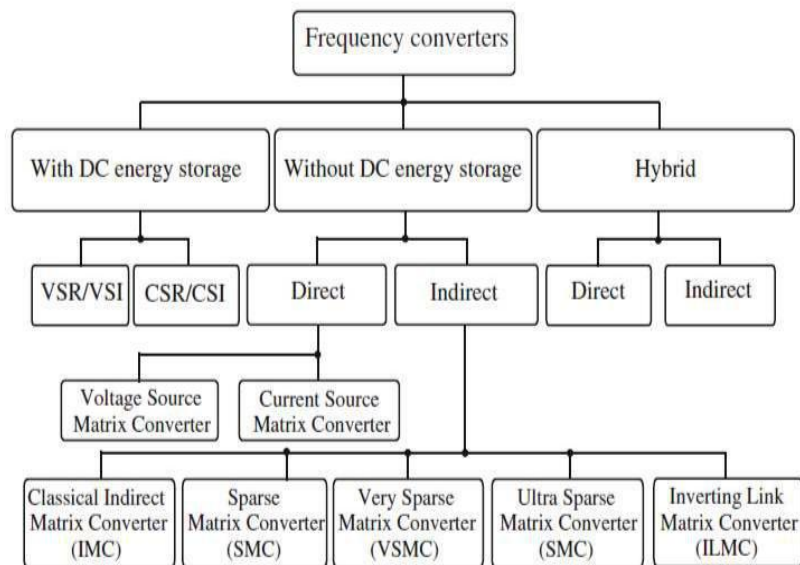 Frequency converters
With DC energy storage
Without DC energy storage
Hybrid
VSR/VSI
CSR/CSI
Direct
Indirect
Direct
Indirect
Voltage Source
Matrix Converter
Current Source
Matrix Converter
Classical Indirect
Matrix Converter
(IMC)
Sparse
Matrix Converter
(SMC)
Very Sparse
Matrix Converter
(VSMC)
Ultra Sparse
Matrix Converter
(SMC)
Inverting Link
Matrix Converter
(ILMC)